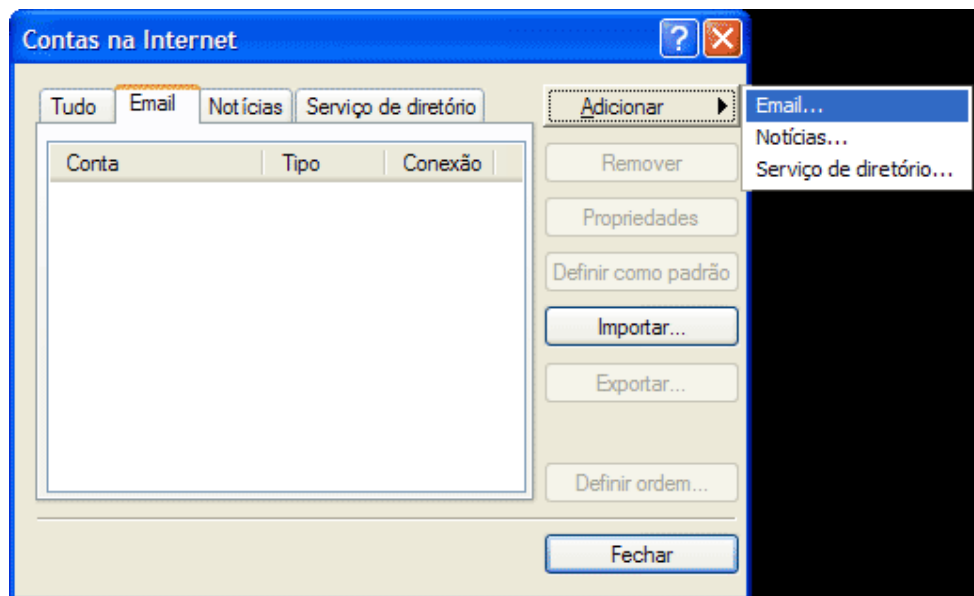 Contas na Internet
?
Tudo Email Notícias Serviço de diretório
Conta Tipo Conexão
Adicionar
Remover
Propriedades
Definir como padrão
Importar...
Exportar...
Definir ordem...
Fechar
Email...
Notícias...
Serviço de diretório...